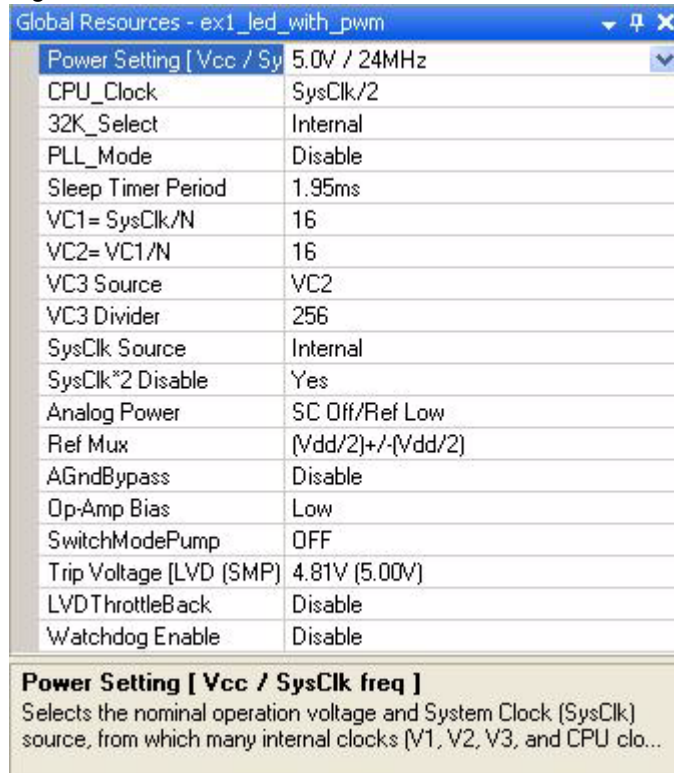 Global Resources - ex1_led_with_pwm
Power Setting [ Vcc / Sy 5.0V / 24MHz
CPU_Clock SysClk/2
32K_Select Internal
PLL_Mode Disable
Sleep Timer Period 1.95ms
VC1= SysClk/N 16
VC2= VC1/N 16
VC3 Source VC2
VC3 Divider 256
SysClk Source Internal
SysClk*2 Disable Yes
Analog Power SC Off/Ref Low
Ref Mux (Vdd/2)+/-(Vdd/2)
AGndBypass Disable
Op-Amp Bias Low
SwitchModePump OFF
Trip Voltage [LVD (SMP) 4.81V (5.00V)
LVDThrottleBack Disable
Watchdog Enable Disable
Power Setting [ Vcc / SysClk freq ]
Selects the nominal operation voltage and System Clock (SysClk)
source, from which many internal clocks (V1, V2, V3, and CPU clo...